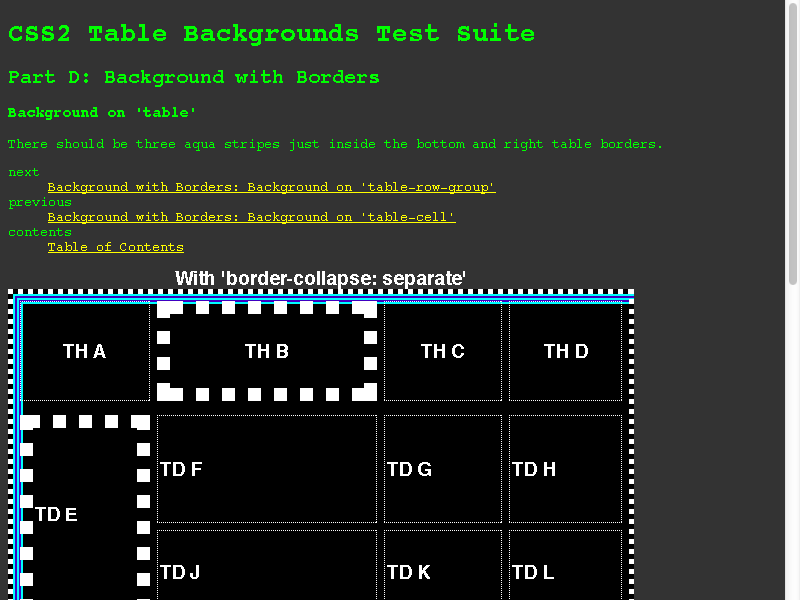 CSS2 Table Backgrounds Test Suite
Part D: Background with Borders
Background on 'table'
There should be three aqua stripes just inside the bottom and right table borders.
next
Background with Borders: Background on 'table-row-group'
previous
Background with Borders: Background on 'table-cell'
contents
Table of Contents
With 'border-collapse: separate'
TH A TH B TH C TH D
TD E
TD F TD G TD H
TD J TD K TD L